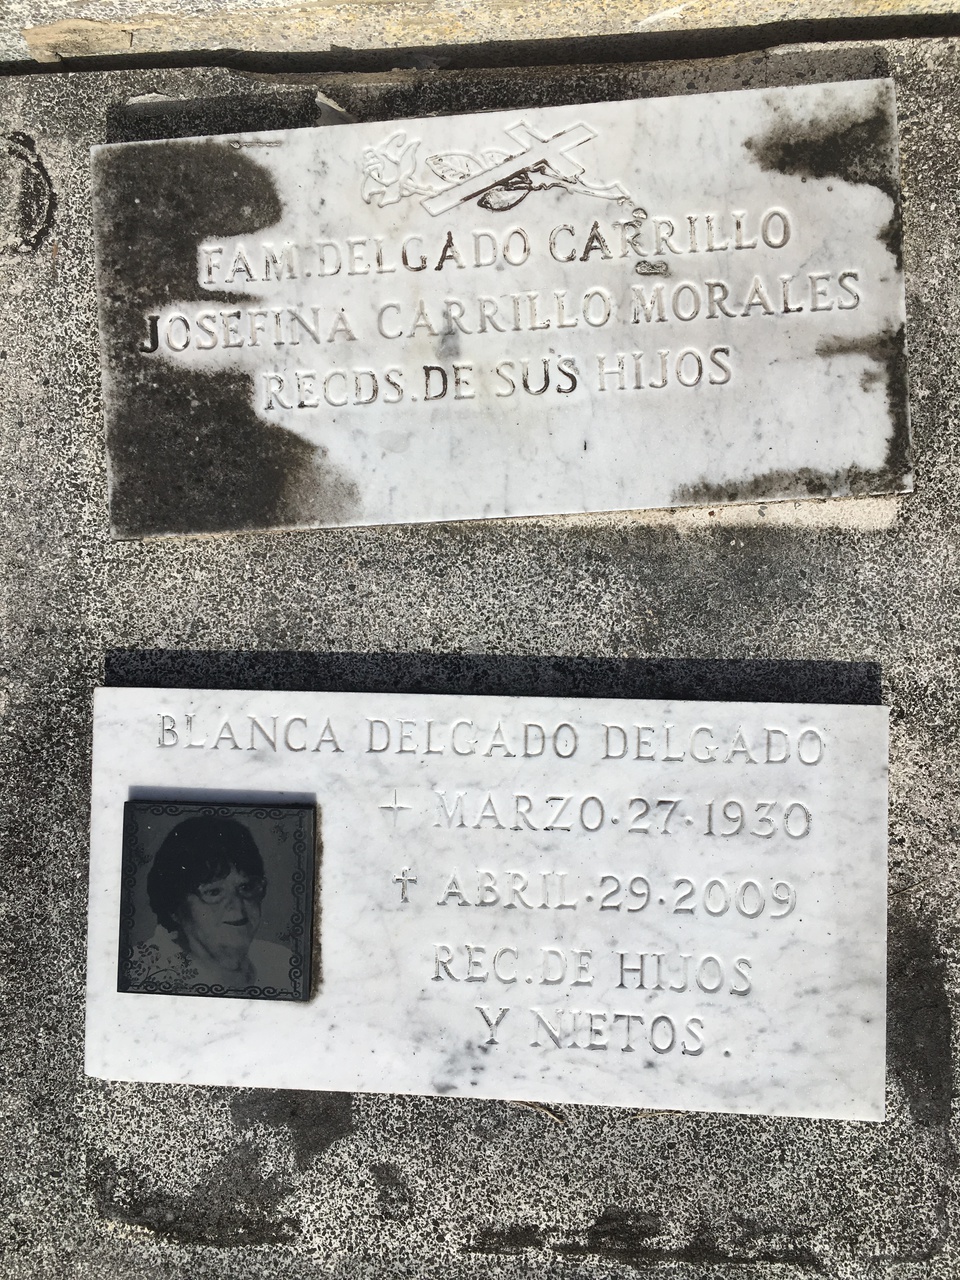 FAM.DELGADO CARRILLO
JOSEFINA CARRILLO MORALES
RECDS.DE SUS HIJOS
BLANCA DELGADO DELGADO
MARZO·27·1930
ABRIL·29·2009
REC.DE HIJOS
Y NIETOS.